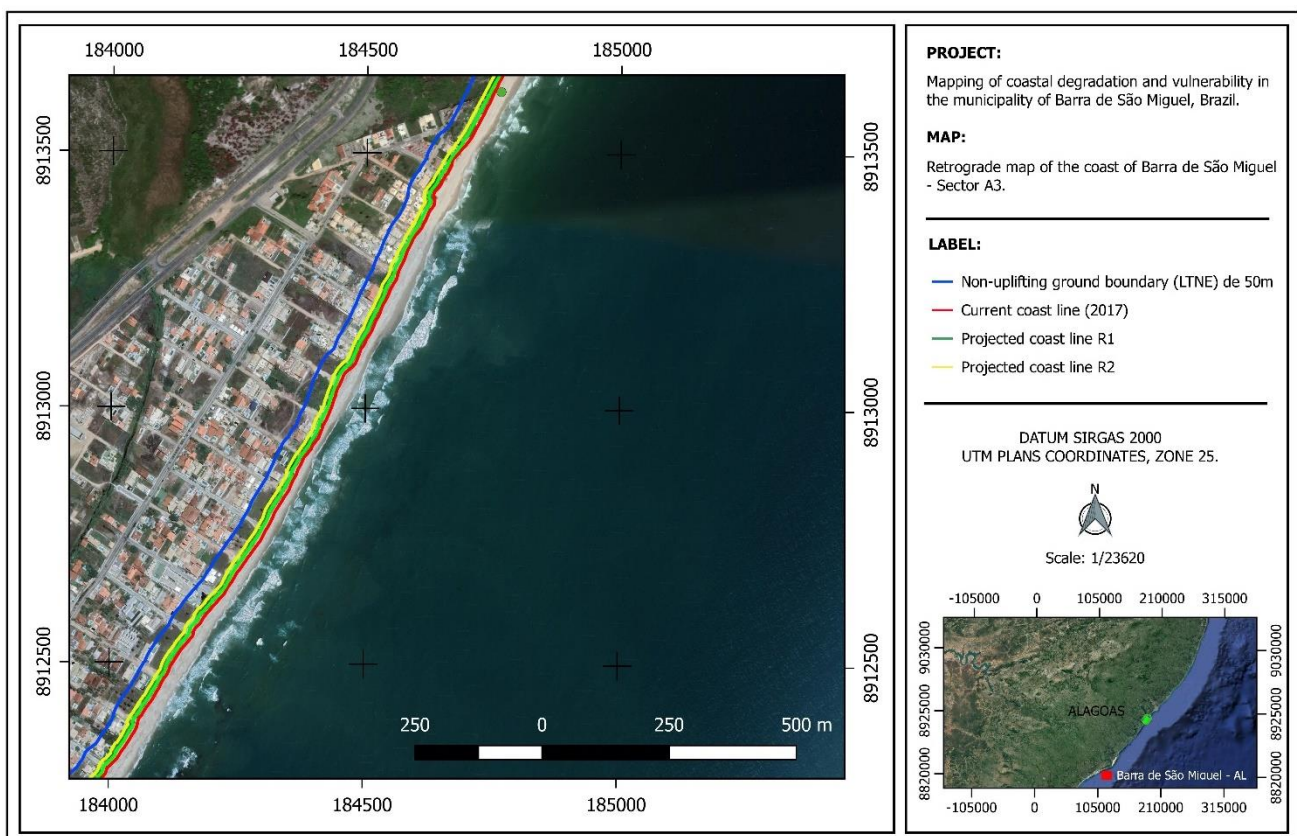 184000
184500
185000
8913500
8913000
8912500
8913500
8913000
8912500
250
0
250
500 m
184000
184500
185000
PROJECT:
Mapping of coastal degradation and vulnerability in
the municipality of Barra de São Miguel, Brazil.
MAP:
Retrograde map of the coast of Barra de São Miguel
- Sector A3.
LABEL:
Non-uplifting ground boundary (LTNE) de 50m
Current coast line (2017)
Projected coast line R1
Projected coast line R2
DATUM SIRGAS 2000
UTM PLANS COORDINATES, ZONE 25.
N
Scale: 1/23620
-105000
0
105000
210000
315000
9030000
8925000
8820000
ALAGOAS
Barra de São Miguel - AL
9030000
8925000
8820000
-105000
0
105000
210000
315000